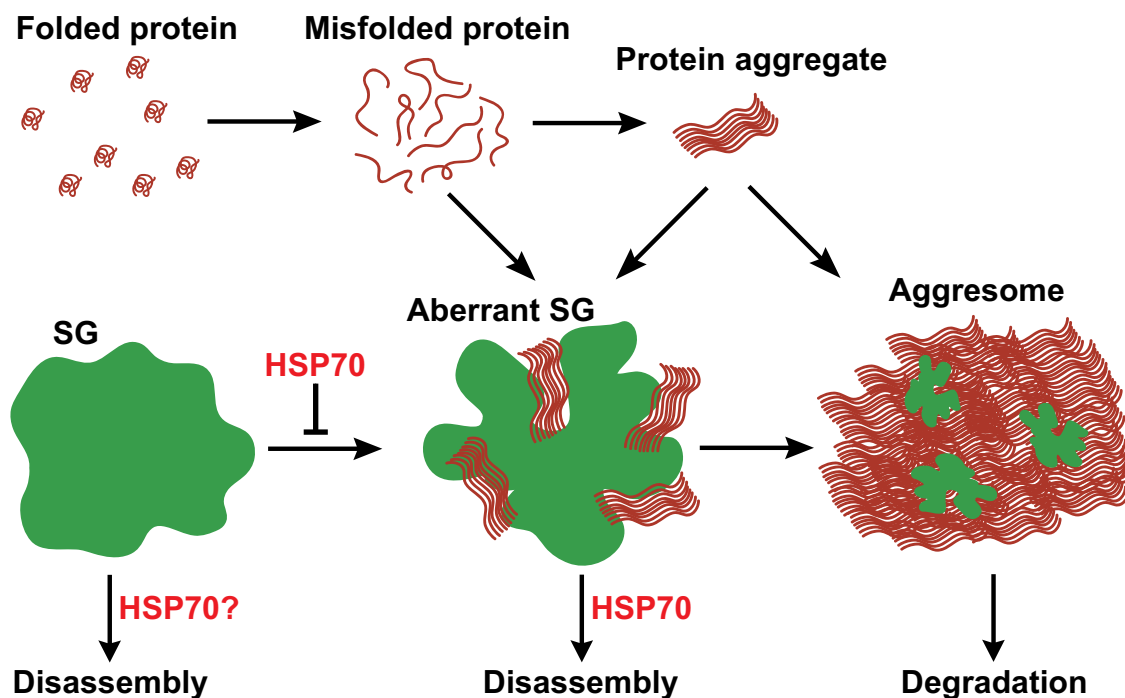 Folded protein
Misfolded protein
Protein aggregate
SG
Aberrant SG
Aggresome
HSP70
HSP70?
HSP70
Disassembly
Disassembly
Degradation